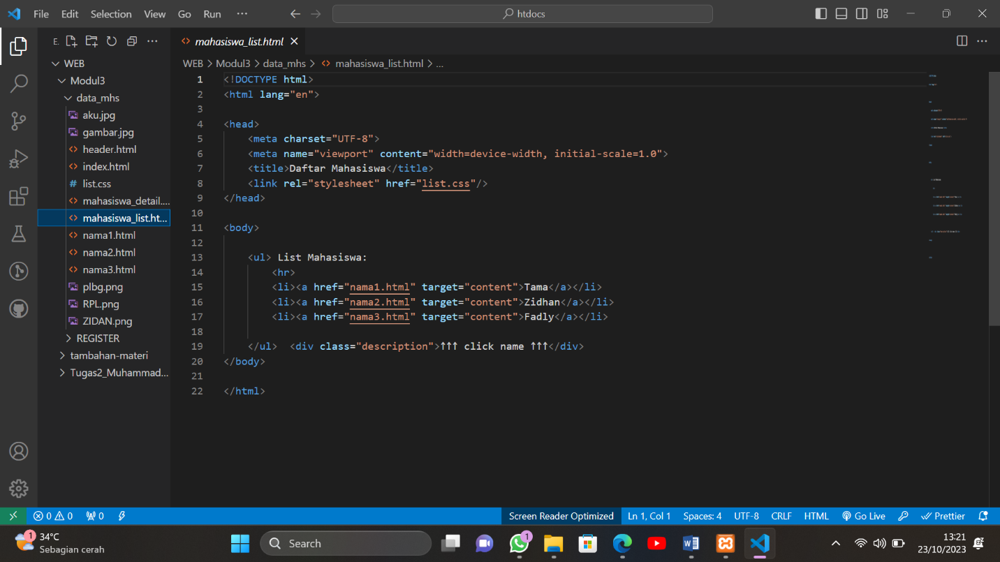 File Edit Selection View Go Run ···
htdocs
E.
WEB
Modul3
data_mhs
aku.jpg
gambar.jpg
header.html
index.html
# list.css
mahasiswa_detail....
mahasiswa_list.ht...
nama1.html
nama2.html
nama3.html
plbg.png
RPL.png
ZIDAN.png
REGISTER
tambahan-materi
Tugas2_Muhammad...
<> mahasiswa_list.html
WEB > Modul3 > data_mhs > <> mahasiswa_list.html > ...
1 <!DOCTYPE html>
2 <html lang="en">
3
4 <head>
5 <meta charset="UTF-8">
6 <meta name="viewport" content="width=device-width, initial-scale=1.0">
7 <title>Daftar Mahasiswa</title>
8 <link rel="stylesheet" href="list.css"/>
9 </head>
10
11 <body>
12
13 <ul> List Mahasiswa:
14 <hr>
15 <li><a href="nama1.html" target="content">Tama</a></li>
16 <li><a href="nama2.html" target="content">Zidhan</a></li>
17 <li><a href="nama3.html" target="content">Fadly</a></li>
18
19 </ul> <div class="description">↑↑↑ click name ↑↑↑</div>
20 </body>
21
22 </html>
0 0 0 Screen Reader Optimized Ln 1, Col 1 Spaces: 4 UTF-8 CRLF HTML Go Live Prettier
1 34°C
Sebagian cerah
Search
1
13:21
23/10/2023